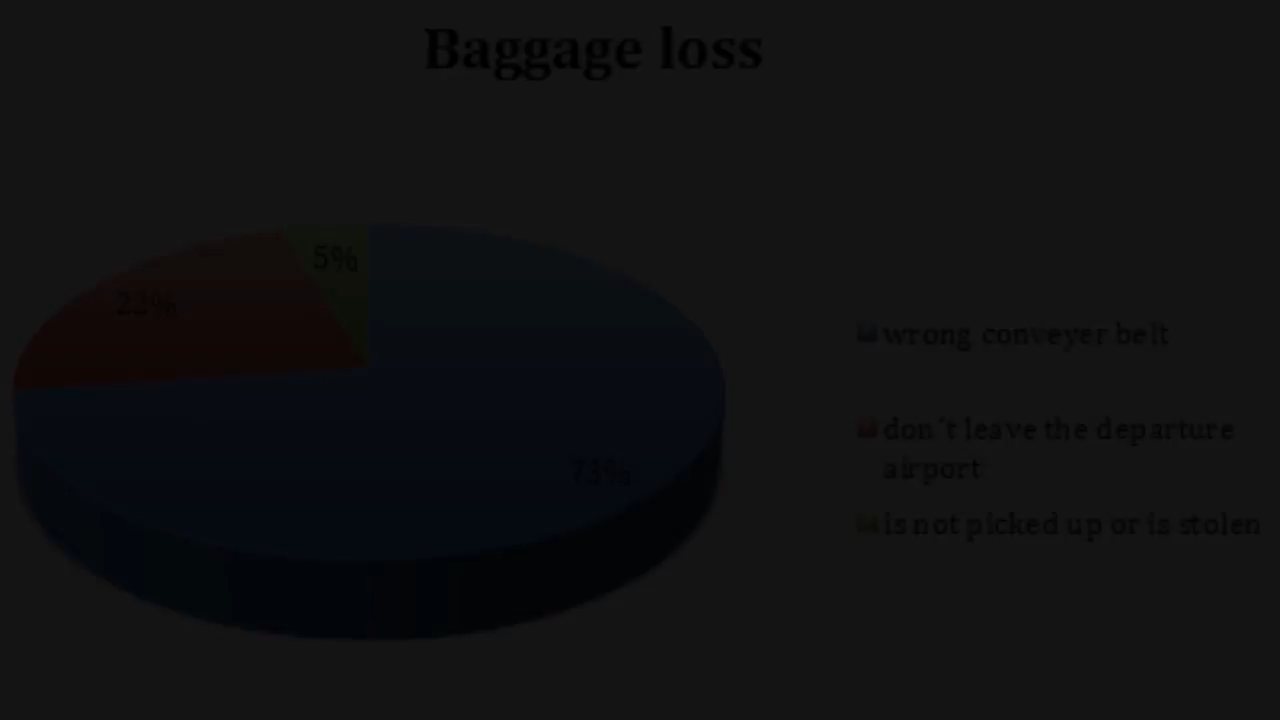 Baggage loss
5%
22%
73%
wrong conveyer belt
don´t leave the departure
airport
is not picked up or is stolen